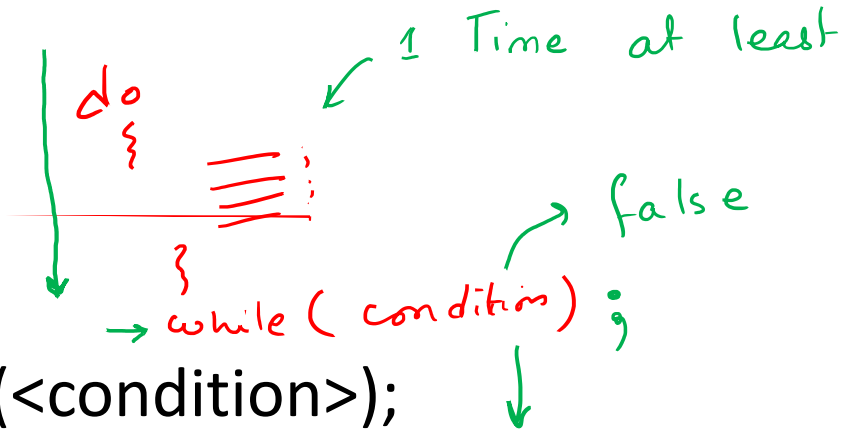 1 Time at least
do
{
;
;
false
}
→ while ( condition ) ;
(<condition>);